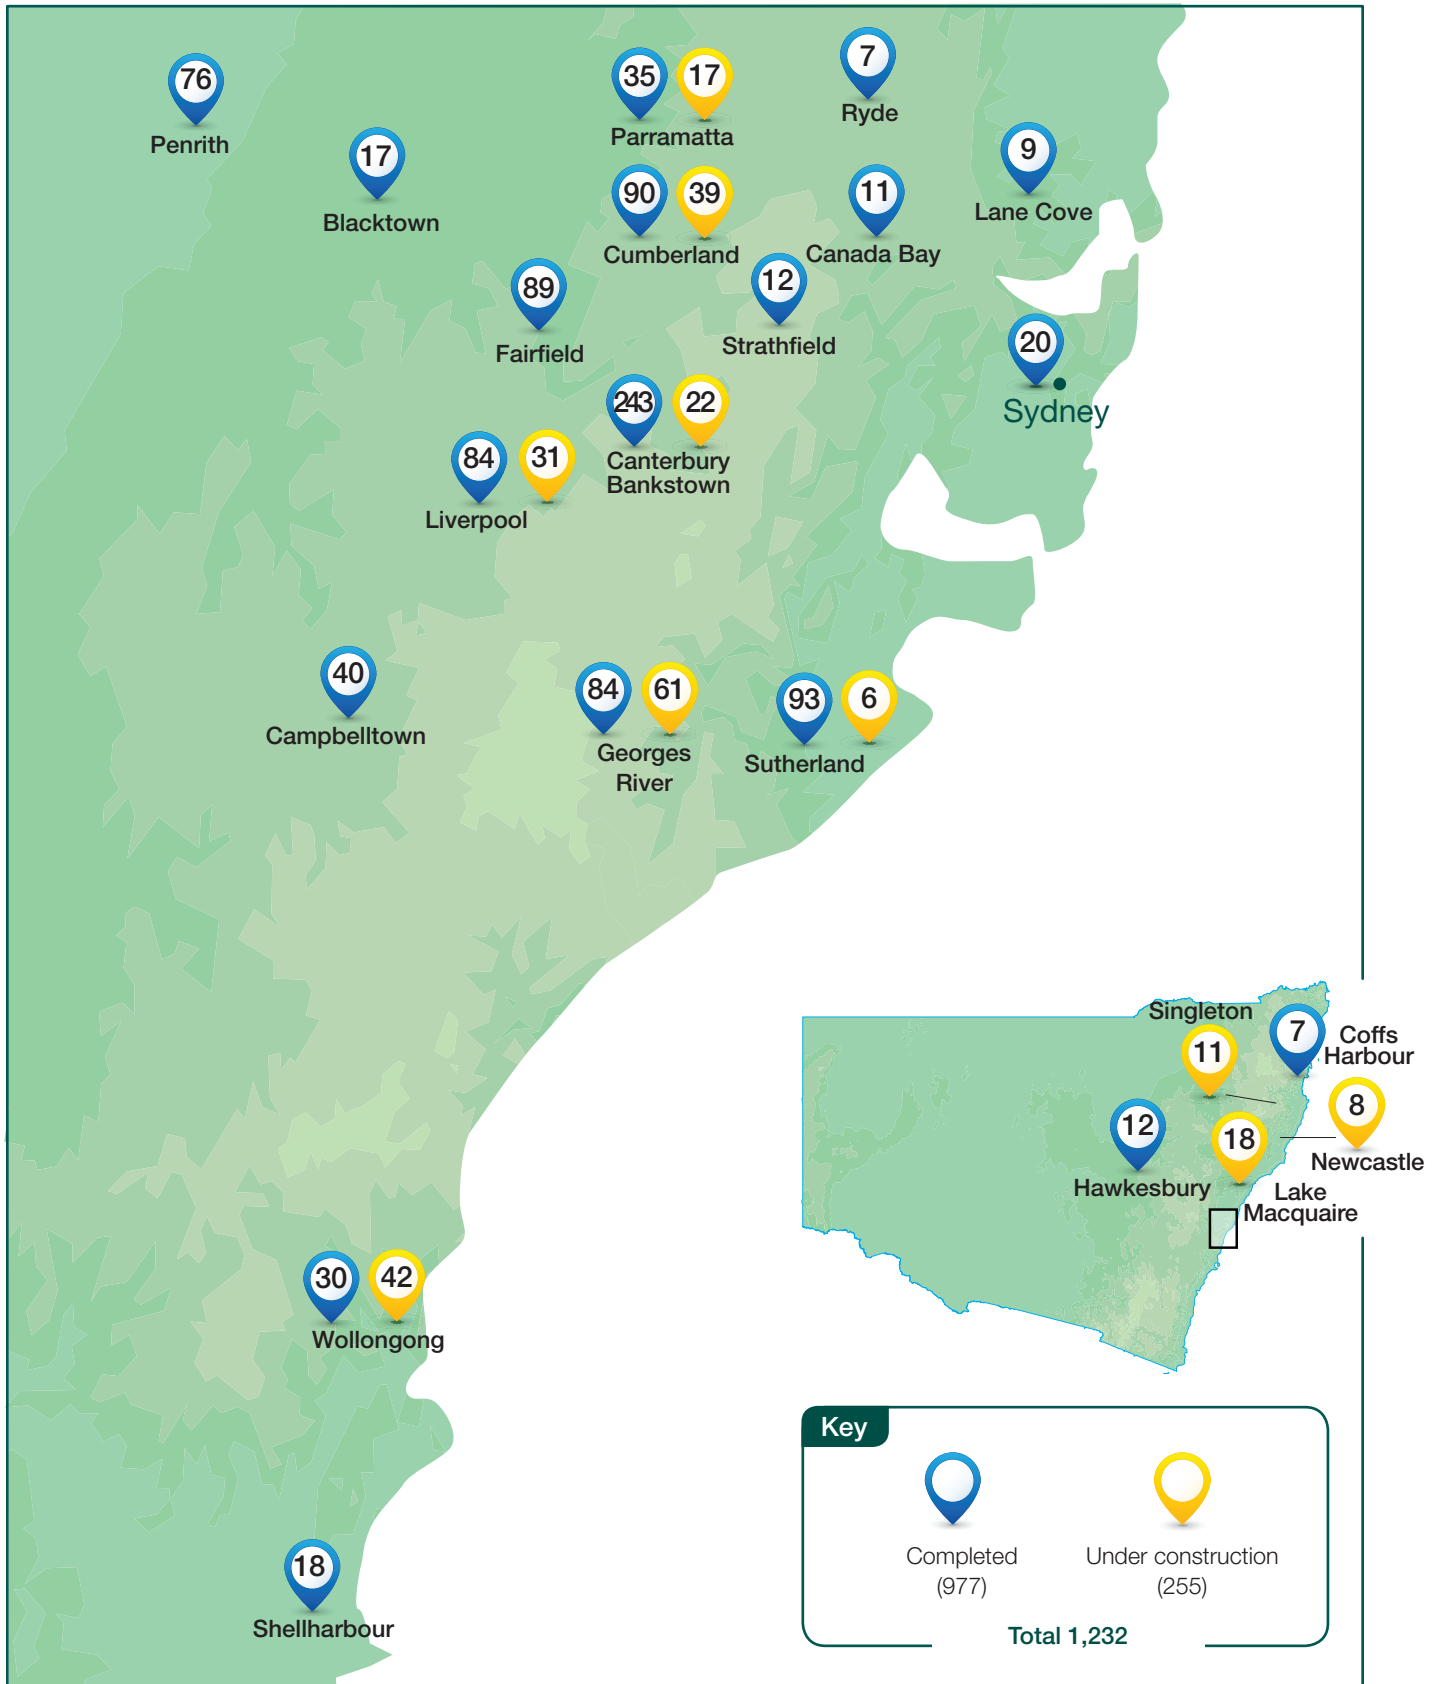 76
Penrith
17
Blacktown
35
17
Parramatta
7
Ryde
9
Lane Cove
90
39
Cumberland
11
Canada Bay
89
Fairfield
12
Strathfield
20
Sydney
243
22
Canterbury
Bankstown
84
31
Liverpool
40
Campbelltown
84
61
Georges
River
93
6
Sutherland
30
42
Wollongong
18
Shellharbour
Singleton
11
7
Coffs
Harbour
8
Newcastle
12
Hawkesbury
18
Lake
Macquaire
Key
Completed
(977)
Under construction
(255)
Total 1,232